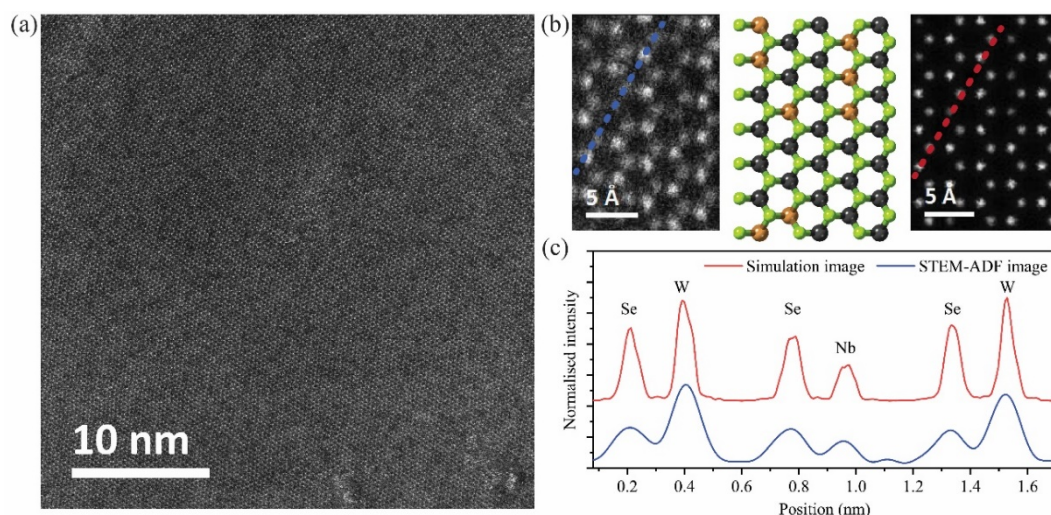 (a)
10 nm
(b)
5 Å
5 Å
(c)
Simulation image
STEM-ADF image
Se
W
Se
Nb
Se
W
Normalised intensity
0.2 0.4 0.6 0.8 1.0 1.2 1.4 1.6
Position (nm)